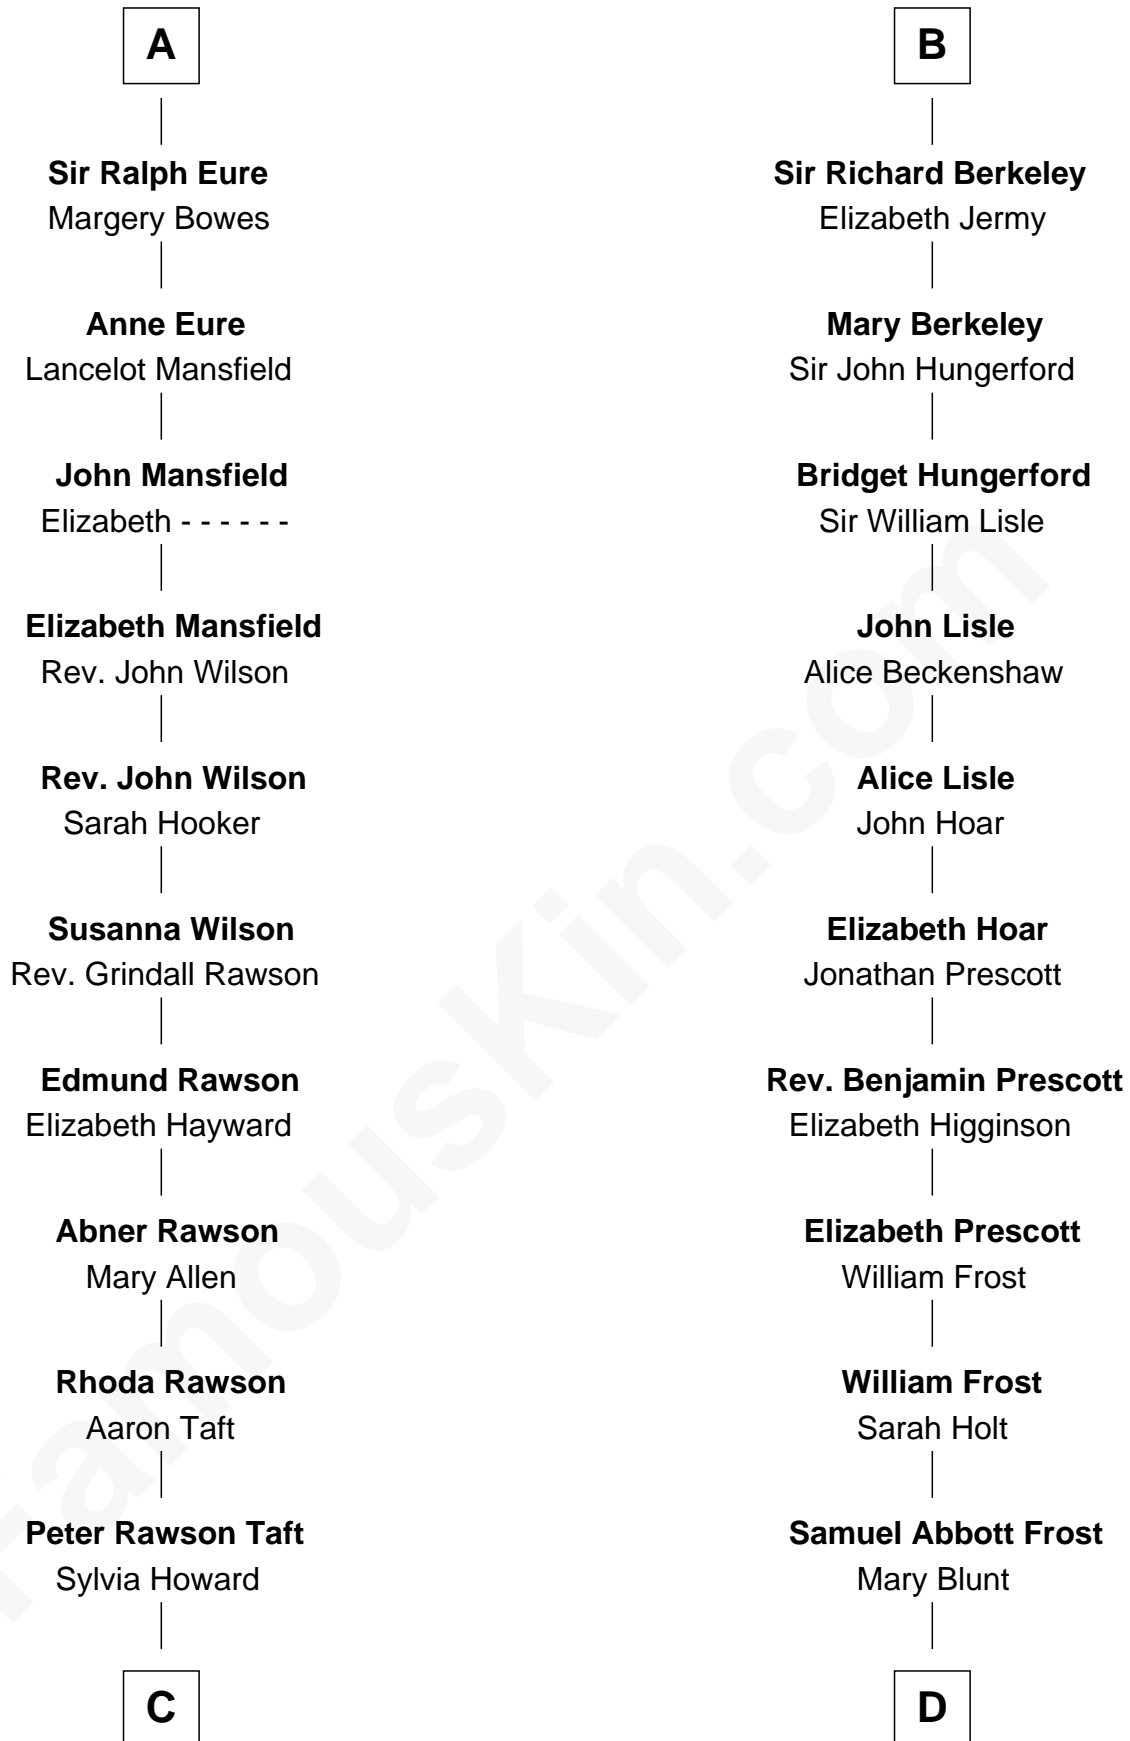 A
Sir Ralph Eure
Margery Bowes
Anne Eure
Lancelot Mansfield
John Mansfield
Elizabeth - - - - - -
Elizabeth Mansfield
Rev. John Wilson
Rev. John Wilson
Sarah Hooker
Susanna Wilson
Rev. Grindall Rawson
Edmund Rawson
Elizabeth Hayward
Abner Rawson
Mary Allen
Rhoda Rawson
Aaron Taft
Peter Rawson Taft
Sylvia Howard
C
B
Sir Richard Berkeley
Elizabeth Jermy
Mary Berkeley
Sir John Hungerford
Bridget Hungerford
Sir William Lisle
John Lisle
Alice Beckenshaw
Alice Lisle
John Hoar
Elizabeth Hoar
Jonathan Prescott
Rev. Benjamin Prescott
Elizabeth Higginson
Elizabeth Prescott
William Frost
William Frost
Sarah Holt
Samuel Abbott Frost
Mary Blunt
D
FamousKin.com